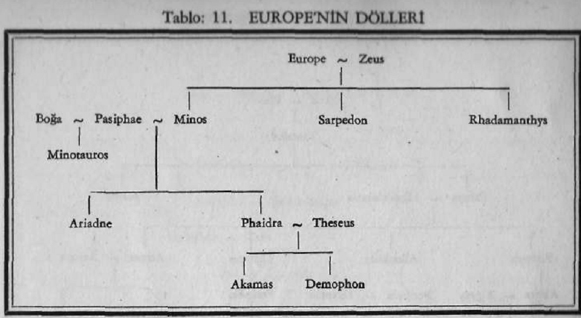 Tablo: 11. EUROPE'NİN DÖLLERİ
Europe ~ Zeus
Boğa ~ Pasiphae ~ Minos Sarpedon Rhadamanthys
Minotauros
Ariadne Phaidra ~ Theseus
Akamas Demophon